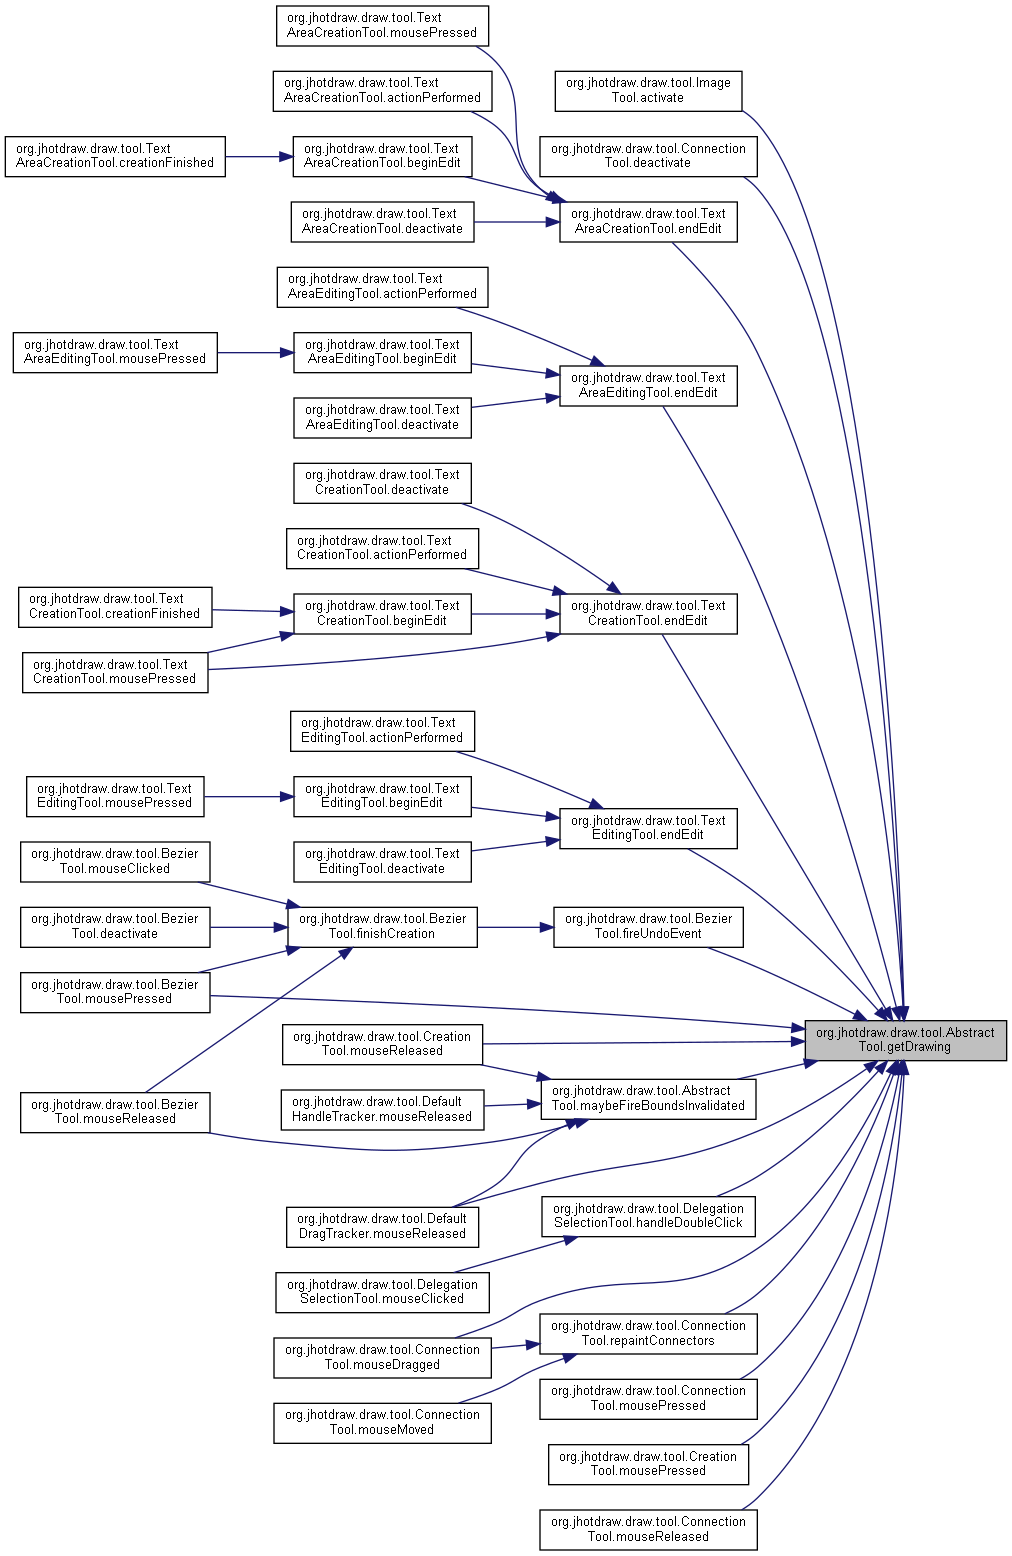 org.jhotdraw.draw.tool.Text
AreaCreationTool.mousePressed
org.jhotdraw.draw.tool.Text
AreaCreationTool.actionPerformed
org.jhotdraw.draw.tool.Image
Tool.activate
org.jhotdraw.draw.tool.Text
AreaCreationTool.creationFinished
org.jhotdraw.draw.tool.Text
AreaCreationTool.beginEdit
org.jhotdraw.draw.tool.Connection
Tool.deactivate
org.jhotdraw.draw.tool.Text
AreaCreationTool.deactivate
org.jhotdraw.draw.tool.Text
AreaCreationTool.endEdit
org.jhotdraw.draw.tool.Text
AreaEditingTool.actionPerformed
org.jhotdraw.draw.tool.Text
AreaEditingTool.mousePressed
org.jhotdraw.draw.tool.Text
AreaEditingTool.beginEdit
org.jhotdraw.draw.tool.Text
AreaEditingTool.endEdit
org.jhotdraw.draw.tool.Text
AreaEditingTool.deactivate
org.jhotdraw.draw.tool.Text
CreationTool.deactivate
org.jhotdraw.draw.tool.Text
CreationTool.actionPerformed
org.jhotdraw.draw.tool.Text
CreationTool.creationFinished
org.jhotdraw.draw.tool.Text
CreationTool.beginEdit
org.jhotdraw.draw.tool.Text
CreationTool.endEdit
org.jhotdraw.draw.tool.Text
CreationTool.mousePressed
org.jhotdraw.draw.tool.Text
EditingTool.actionPerformed
org.jhotdraw.draw.tool.Text
EditingTool.mousePressed
org.jhotdraw.draw.tool.Text
EditingTool.beginEdit
org.jhotdraw.draw.tool.Text
EditingTool.endEdit
org.jhotdraw.draw.tool.Bezier
Tool.mouseClicked
org.jhotdraw.draw.tool.Text
EditingTool.deactivate
org.jhotdraw.draw.tool.Bezier
Tool.deactivate
org.jhotdraw.draw.tool.Bezier
Tool.finishCreation
org.jhotdraw.draw.tool.Bezier
Tool.fireUndoEvent
org.jhotdraw.draw.tool.Bezier
Tool.mousePressed
org.jhotdraw.draw.tool.Creation
Tool.mouseReleased
org.jhotdraw.draw.tool.Abstract
Tool.getDrawing
org.jhotdraw.draw.tool.Bezier
Tool.mouseReleased
org.jhotdraw.draw.tool.Default
HandleTracker.mouseReleased
org.jhotdraw.draw.tool.Abstract
Tool.maybeFireBoundsInvalidated
org.jhotdraw.draw.tool.Default
DragTracker.mouseReleased
org.jhotdraw.draw.tool.Delegation
SelectionTool.handleDoubleClick
org.jhotdraw.draw.tool.Delegation
SelectionTool.mouseClicked
org.jhotdraw.draw.tool.Connection
Tool.mouseDragged
org.jhotdraw.draw.tool.Connection
Tool.repaintConnectors
org.jhotdraw.draw.tool.Connection
Tool.mouseMoved
org.jhotdraw.draw.tool.Connection
Tool.mousePressed
org.jhotdraw.draw.tool.Creation
Tool.mousePressed
org.jhotdraw.draw.tool.Connection
Tool.mouseReleased